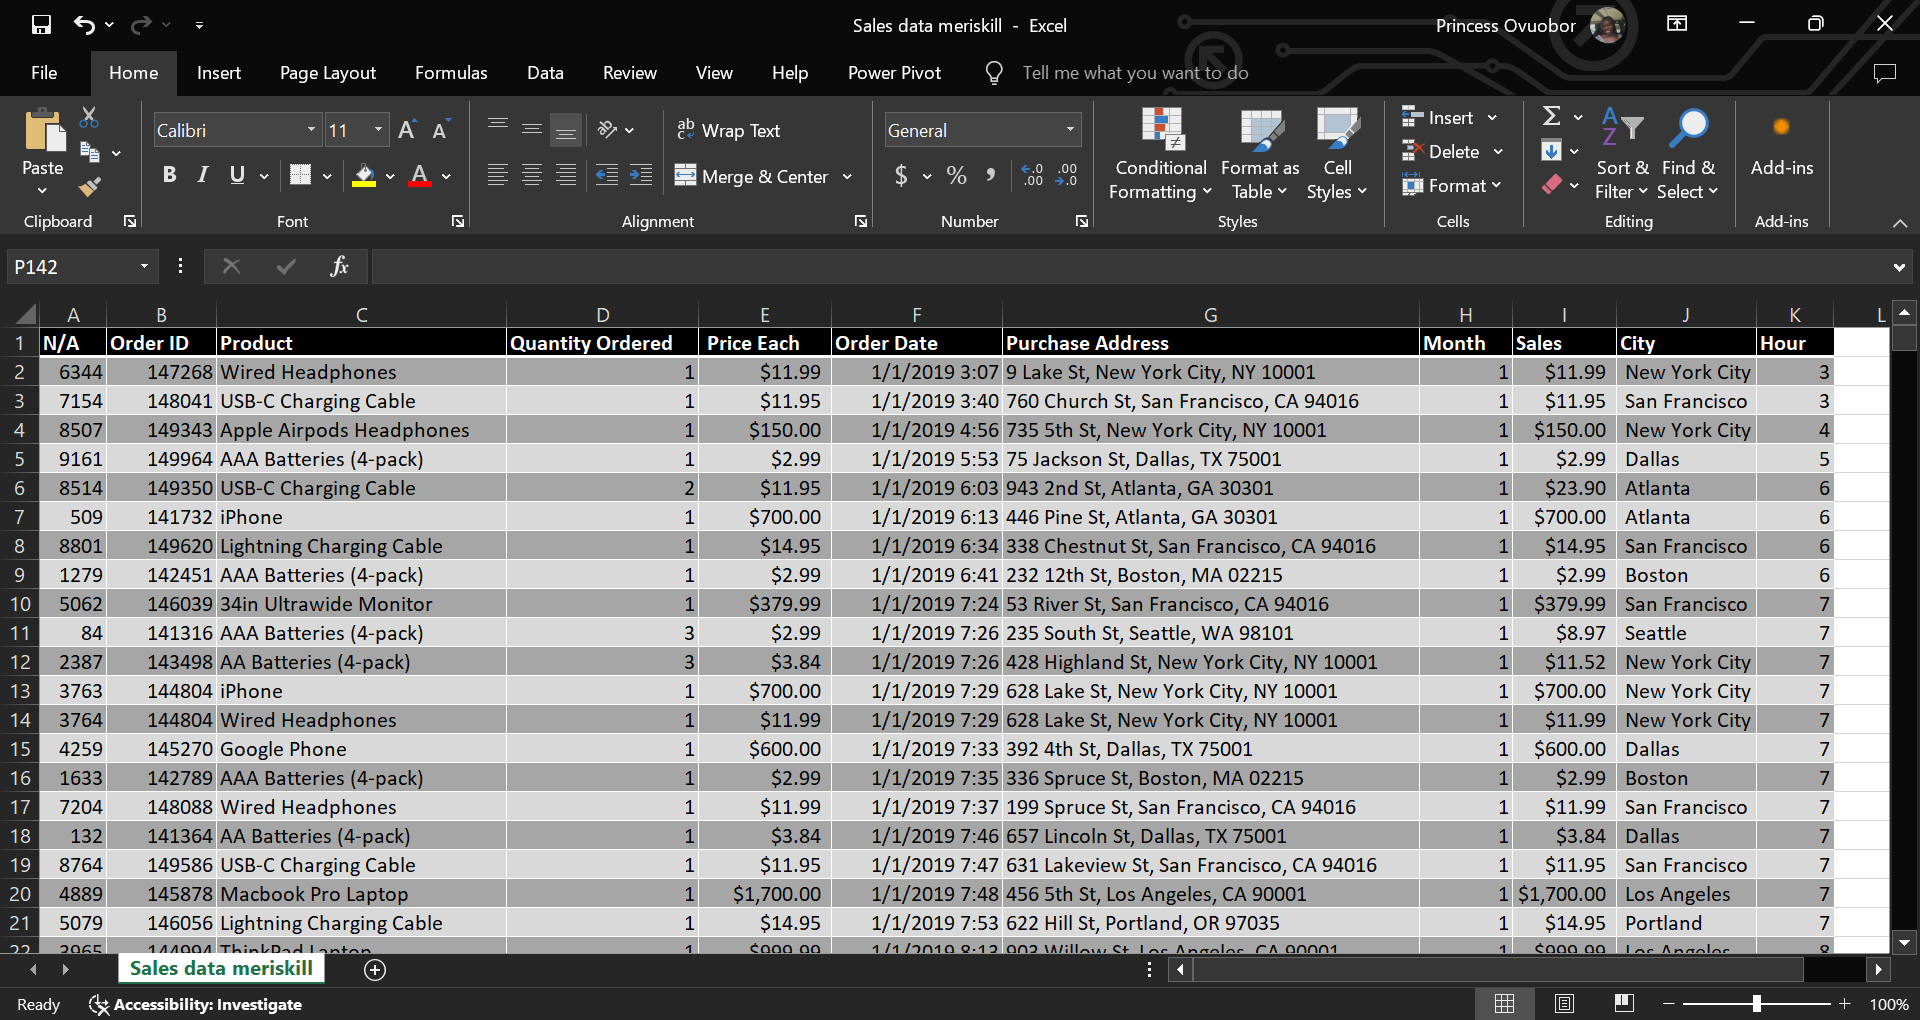 Sales data meriskill - Excel
Princess Ovuobor
File Home Insert Page Layout Formulas Data Review View Help Power Pivot Tell me what you want to do
Paste
Clipboard
Calibri 11
B I U
Font
ab Wrap Text
Merge & Center
Alignment
General
$ % 9
Number
Conditional Formatting
Format as Table
Cell Styles
Styles
Insert
Delete
Format
Cells
Sort & Filter
Find & Select
Editing
Add-ins
Add-ins
P142 fx
A B C D E F G H I J K L
1 N/A Order ID Product Quantity Ordered Price Each Order Date Purchase Address Month Sales City Hour
2 6344 147268 Wired Headphones 1 $11.99 1/1/2019 3:07 9 Lake St, New York City, NY 10001 1 $11.99 New York City 3
3 7154 148041 USB-C Charging Cable 1 $11.95 1/1/2019 3:40 760 Church St, San Francisco, CA 94016 1 $11.95 San Francisco 3
4 8507 149343 Apple Airpods Headphones 1 $150.00 1/1/2019 4:56 735 5th St, New York City, NY 10001 1 $150.00 New York City 4
5 9161 149964 AAA Batteries (4-pack) 1 $2.99 1/1/2019 5:53 75 Jackson St, Dallas, TX 75001 1 $2.99 Dallas 5
6 8514 149350 USB-C Charging Cable 2 $11.95 1/1/2019 6:03 943 2nd St, Atlanta, GA 30301 1 $23.90 Atlanta 6
7 509 141732 iPhone 1 $700.00 1/1/2019 6:13 446 Pine St, Atlanta, GA 30301 1 $700.00 Atlanta 6
8 8801 149620 Lightning Charging Cable 1 $14.95 1/1/2019 6:34 338 Chestnut St, San Francisco, CA 94016 1 $14.95 San Francisco 6
9 1279 142451 AAA Batteries (4-pack) 1 $2.99 1/1/2019 6:41 232 12th St, Boston, MA 02215 1 $2.99 Boston 6
10 5062 146039 34in Ultrawide Monitor 1 $379.99 1/1/2019 7:24 53 River St, San Francisco, CA 94016 1 $379.99 San Francisco 7
11 84 141316 AAA Batteries (4-pack) 3 $2.99 1/1/2019 7:26 235 South St, Seattle, WA 98101 1 $8.97 Seattle 7
12 2387 143498 AA Batteries (4-pack) 3 $3.84 1/1/2019 7:26 428 Highland St, New York City, NY 10001 1 $11.52 New York City 7
13 3763 144804 iPhone 1 $700.00 1/1/2019 7:29 628 Lake St, New York City, NY 10001 1 $700.00 New York City 7
14 3764 144804 Wired Headphones 1 $11.99 1/1/2019 7:29 628 Lake St, New York City, NY 10001 1 $11.99 New York City 7
15 4259 145270 Google Phone 1 $600.00 1/1/2019 7:33 392 4th St, Dallas, TX 75001 1 $600.00 Dallas 7
16 1633 142789 AAA Batteries (4-pack) 1 $2.99 1/1/2019 7:35 336 Spruce St, Boston, MA 02215 1 $2.99 Boston 7
17 7204 148088 Wired Headphones 1 $11.99 1/1/2019 7:37 199 Spruce St, San Francisco, CA 94016 1 $11.99 San Francisco 7
18 132 141364 AA Batteries (4-pack) 1 $3.84 1/1/2019 7:46 657 Lincoln St, Dallas, TX 75001 1 $3.84 Dallas 7
19 8764 149586 USB-C Charging Cable 1 $11.95 1/1/2019 7:47 631 Lakeview St, San Francisco, CA 94016 1 $11.95 San Francisco 7
20 4889 145878 Macbook Pro Laptop 1 $1,700.00 1/1/2019 7:48 456 5th St, Los Angeles, CA 90001 1 $1,700.00 Los Angeles 7
21 5079 146056 Lightning Charging Cable 1 $14.95 1/1/2019 7:53 622 Hill St, Portland, OR 97035 1 $14.95 Portland 7
22 3965 144994 ThinkPad Laptop 1 $999.99 1/1/2019 8:13 903 Willow St, Los Angeles, CA 90001 1 $999.99 Los Angeles 8
Sales data meriskill
Ready Accessibility: Investigate 100%